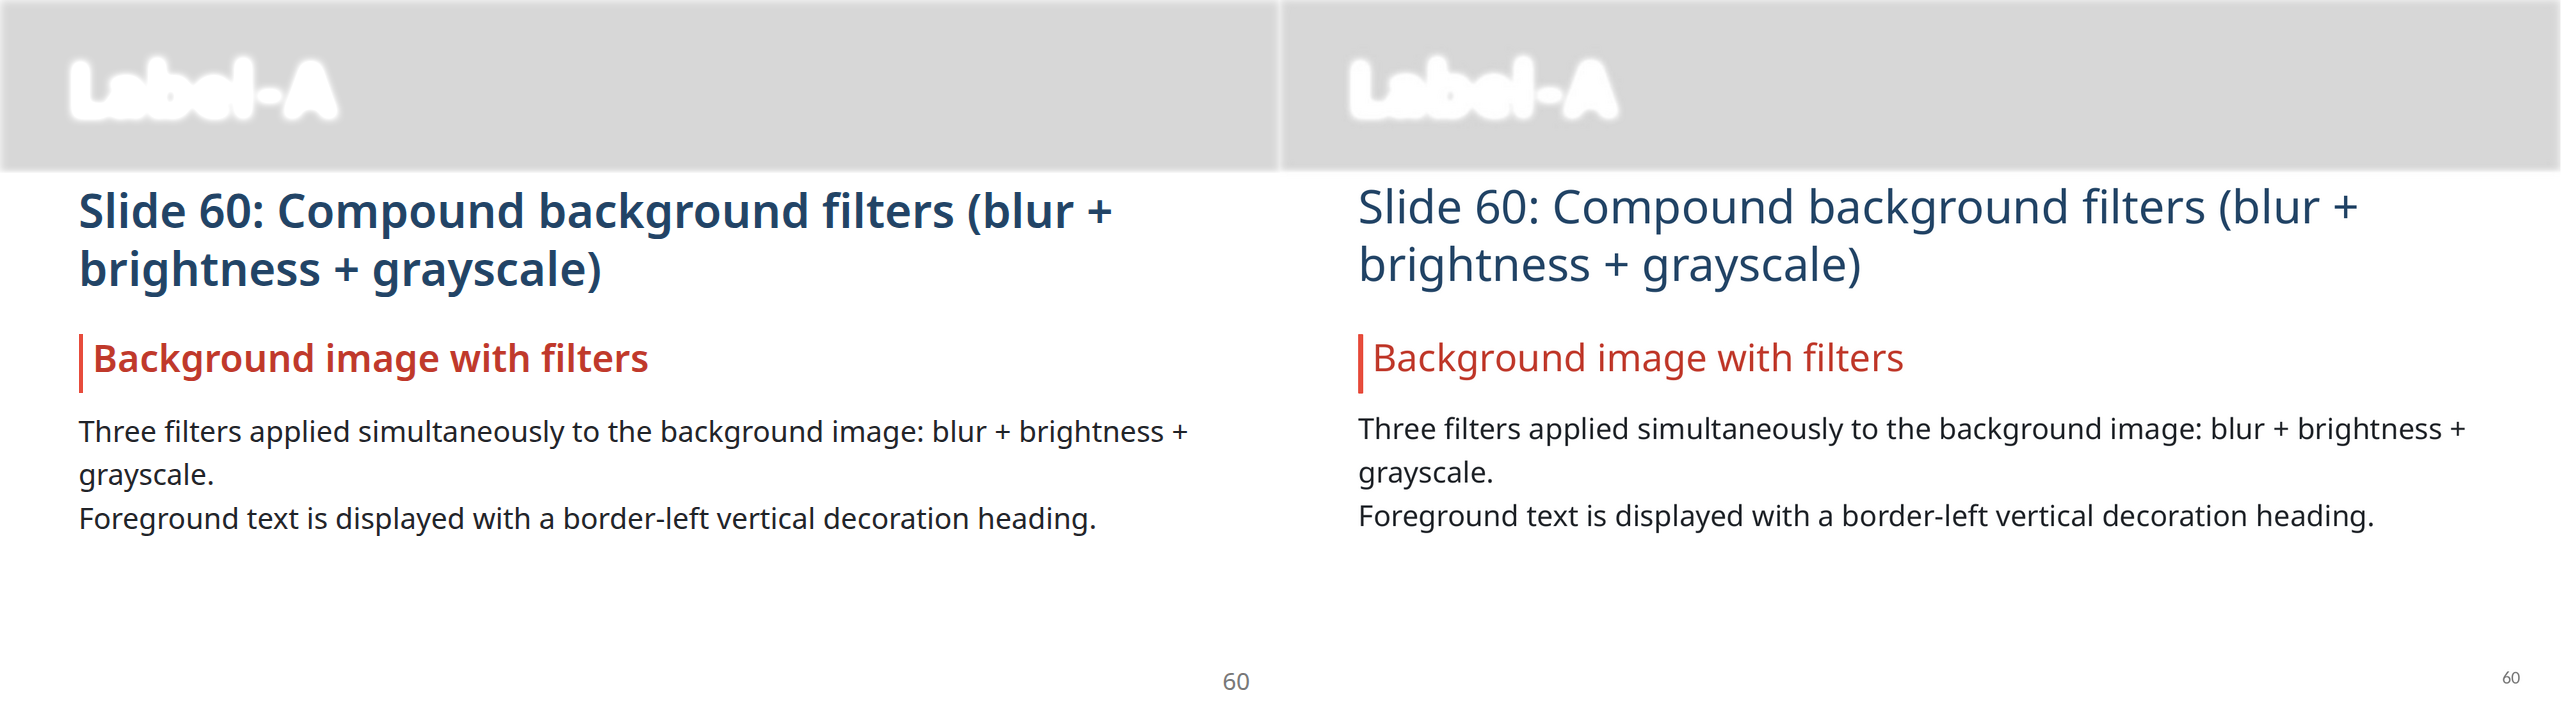 Label-A
Slide 60: Compound background filters (blur +
brightness + grayscale)
Background image with filters
Three filters applied simultaneously to the background image: blur + brightness +
grayscale.
Foreground text is displayed with a border-left vertical decoration heading.
60
Label-A
Slide 60: Compound background filters (blur +
brightness + grayscale)
Background image with filters
Three filters applied simultaneously to the background image: blur + brightness +
grayscale.
Foreground text is displayed with a border-left vertical decoration heading.
60